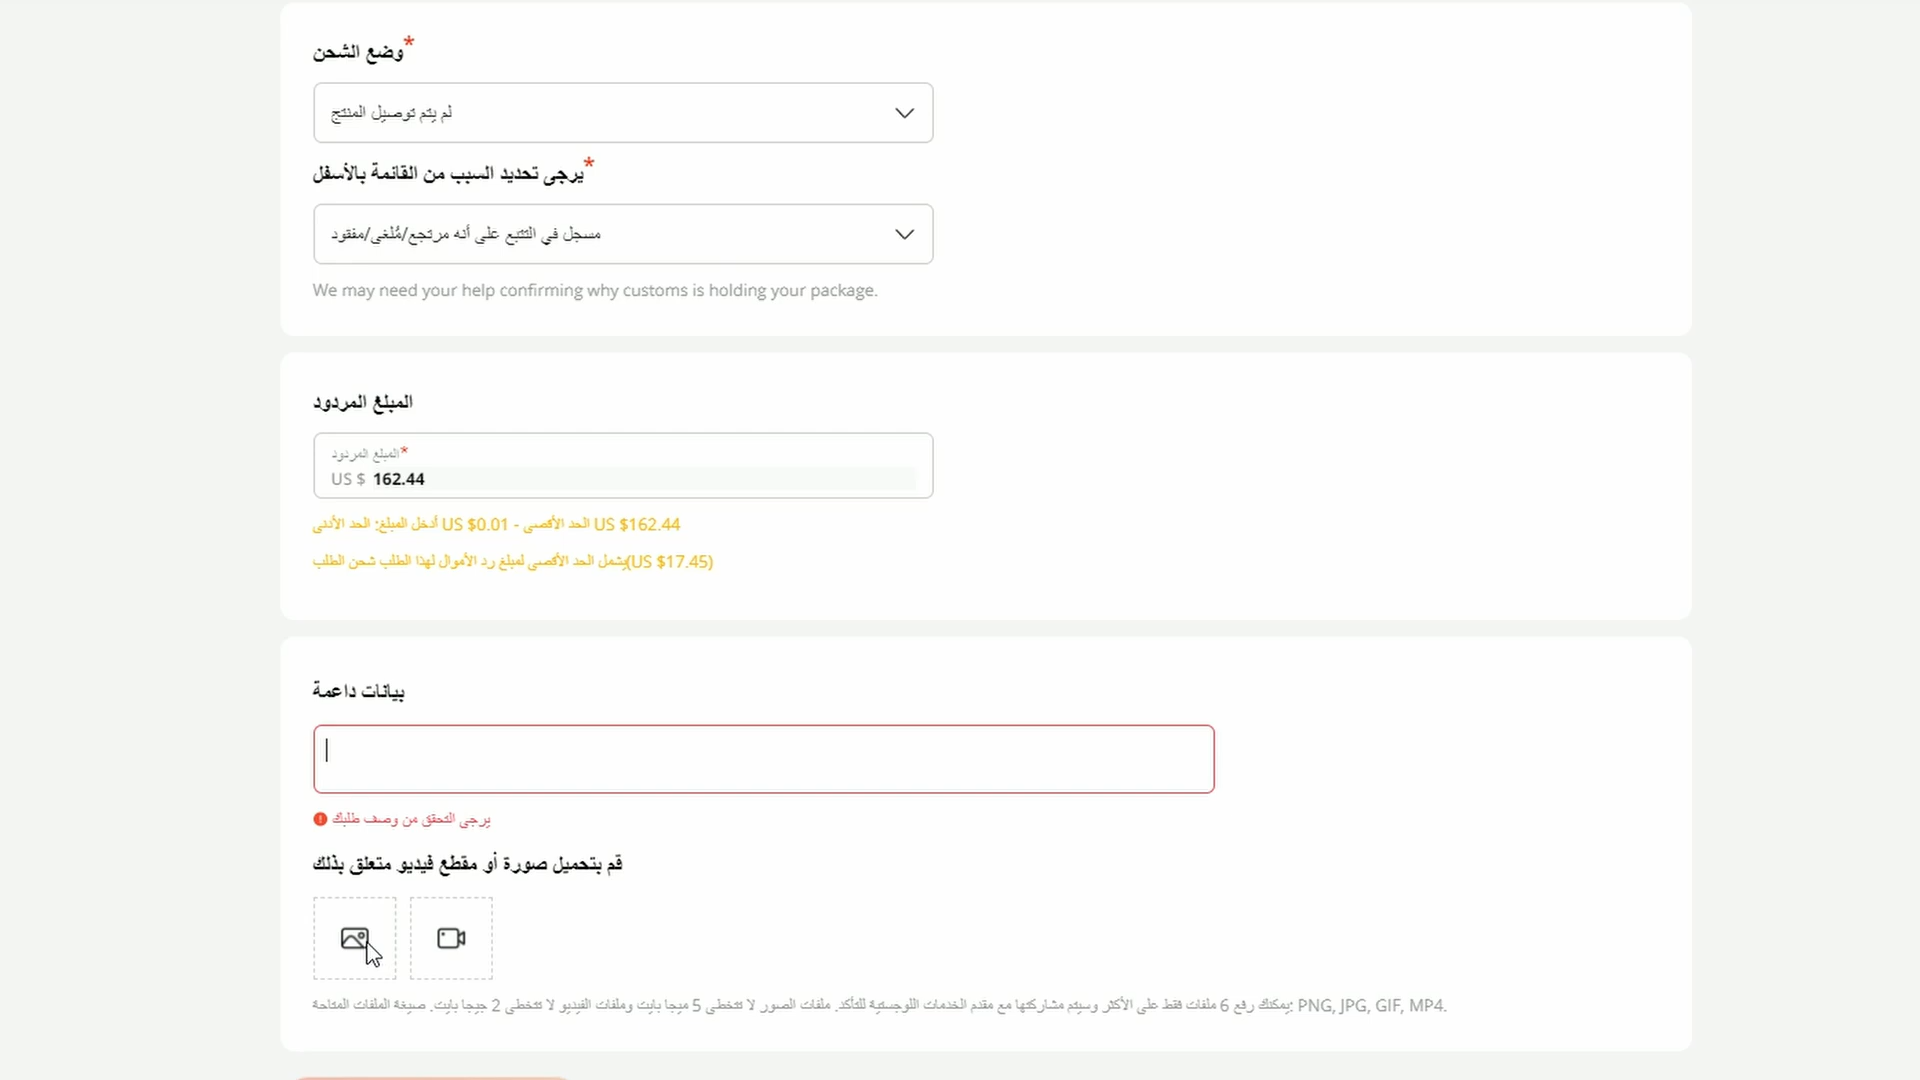 وضع الشحن*
لم يتم توصيل المنتج
يرجى تحديد السبب من القائمة بالأسفل*
مسجل في التتبع على أنه مرتجع/مُلغى/مفقود
We may need your help confirming why customs is holding your package.
المبلغ المردود
المبلغ المردود*
US $ 162.44
أدخل المبلغ: الحد الأدنى US $0.01 - الحد الأقصى US $162.44
يشمل الحد الأقصى لمبلغ رد الأموال لهذا الطلب شحن الطلب(US $17.45)
بيانات داعمة
يرجى التحقق من وصف طلبك
قم بتحميل صورة أو مقطع فيديو متعلق بذلك
يمكنك رفع 6 ملفات فقط على الأكثر وسيتم مشاركتها مع مقدم الخدمات اللوجستية للتأكد. ملفات الصور لا تتخطى 5 ميجا بايت وملفات الفيديو لا تتخطى 2 جيجا بايت. صيغة الملفات المتاحة: PNG, JPG, GIF, MP4.